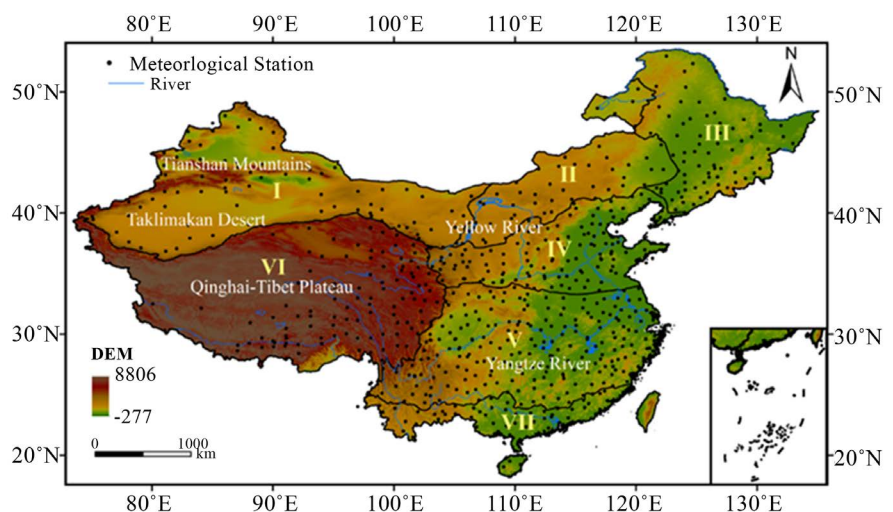 80°E 90°E 100°E 110°E 120°E 130°E
N
Meteorlogical Station
River
50°N 50°N
III
Tianshan Mountains
II
I
40°N 40°N
Taklimakan Desert
Yellow River
IV
VI
Qinghai-Tibet Plateau
30°N 30°N
V
DEM
Yangtze River
8806
-277
VII
0 1000
km
20°N 20°N
80°E 90°E 100°E 110°E 120°E 130°E